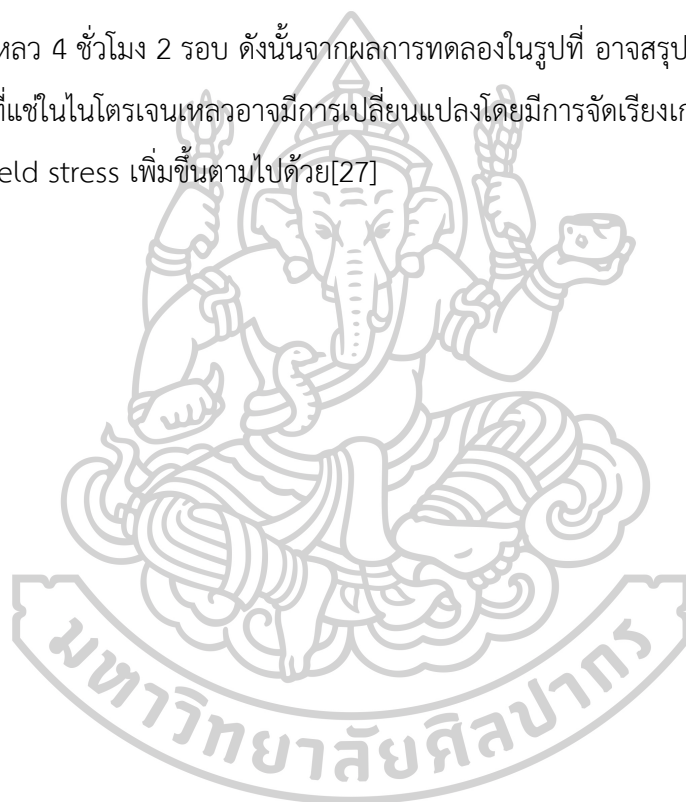 หลว 4 ชั่วโมง 2 รอบ ดังนั้นจากผลการทดลองในรูปที่ อาจสรุป
ที่แช่ในไนโตรเจนเหลวอาจมีการเปลี่ยนแปลงโดยมีการจัดเรียงเก
eld stress เพิ่มขึ้นตามไปด้วย[27]
มหาวิทยาลัยศิลปากร